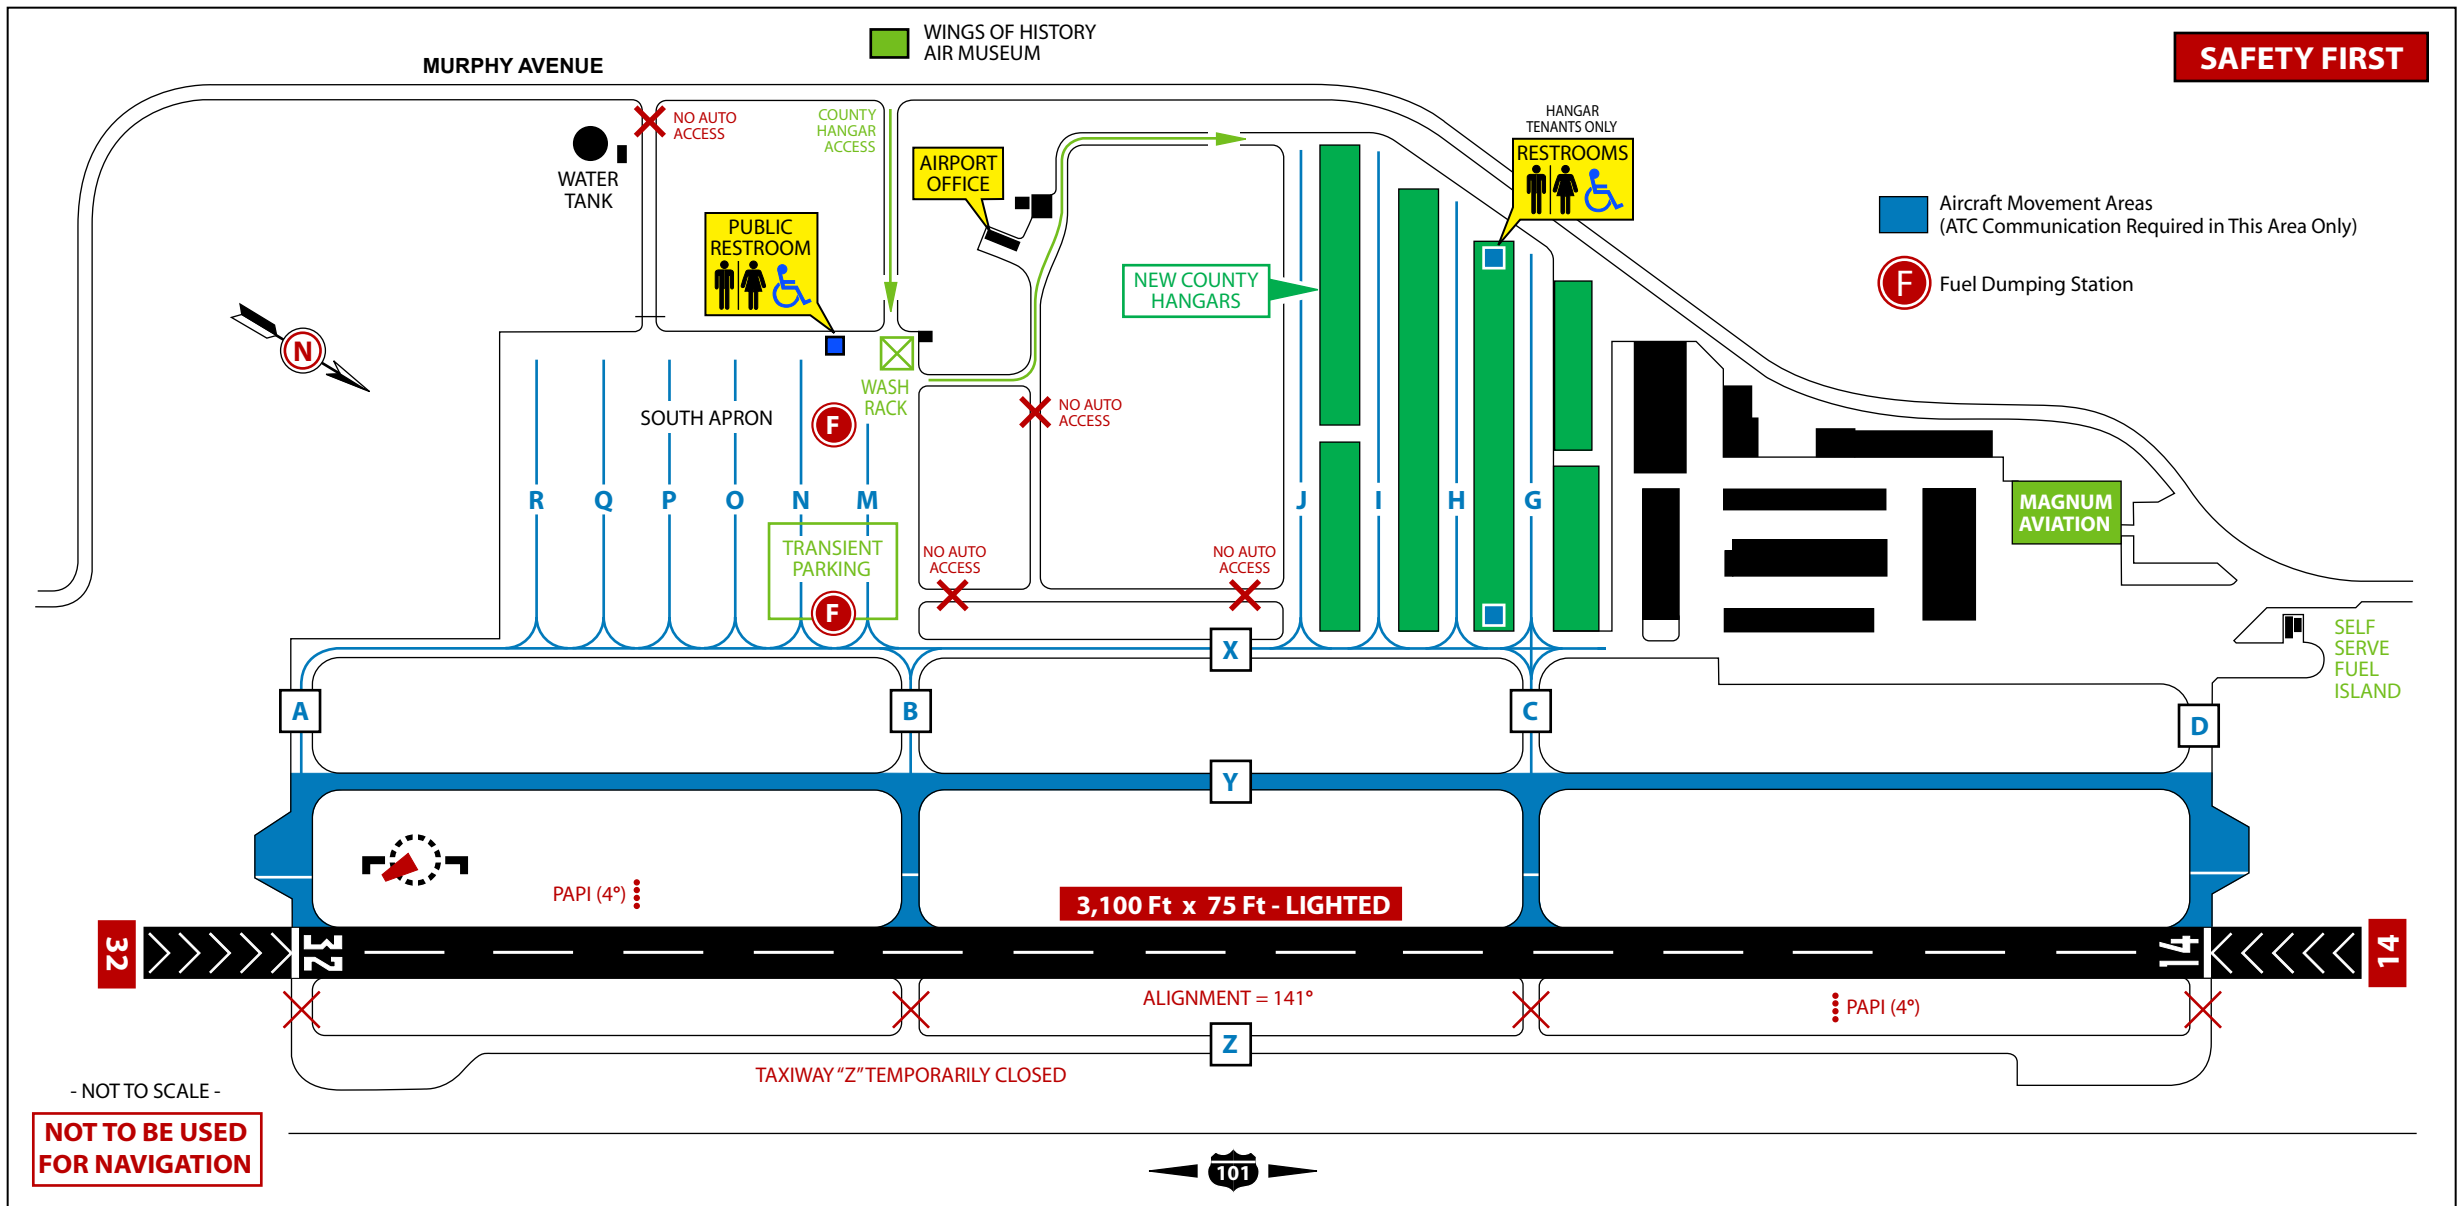 WINGS OF HISTORY
AIR MUSEUM
SAFETY FIRST
MURPHY AVENUE
NO AUTO
ACCESS
COUNTY
HANGAR
ACCESS
HANGAR
TENANTS ONLY
RESTROOMS
AIRPORT
OFFICE
WATER
TANK
PUBLIC
RESTROOM
Aircraft Movement Areas
(ATC Communication Required in This Area Only)
F
Fuel Dumping Station
NEW COUNTY
HANGARS
N
WASH
RACK
SOUTH APRON
F
NO AUTO
ACCESS
R
Q
P
O
N
M
J
I
H
G
MAGNUM
AVIATION
TRANSIENT
PARKING
F
NO AUTO
ACCESS
NO AUTO
ACCESS
SELF
SERVE
FUEL
ISLAND
X
A
B
C
D
Y
PAPI (4°)
3,100 Ft x 75 Ft - LIGHTED
32
32
14
14
ALIGNMENT = 141°
PAPI (4°)
Z
TAXIWAY “Z” TEMPORARILY CLOSED
- NOT TO SCALE -
NOT TO BE USED
FOR NAVIGATION
101